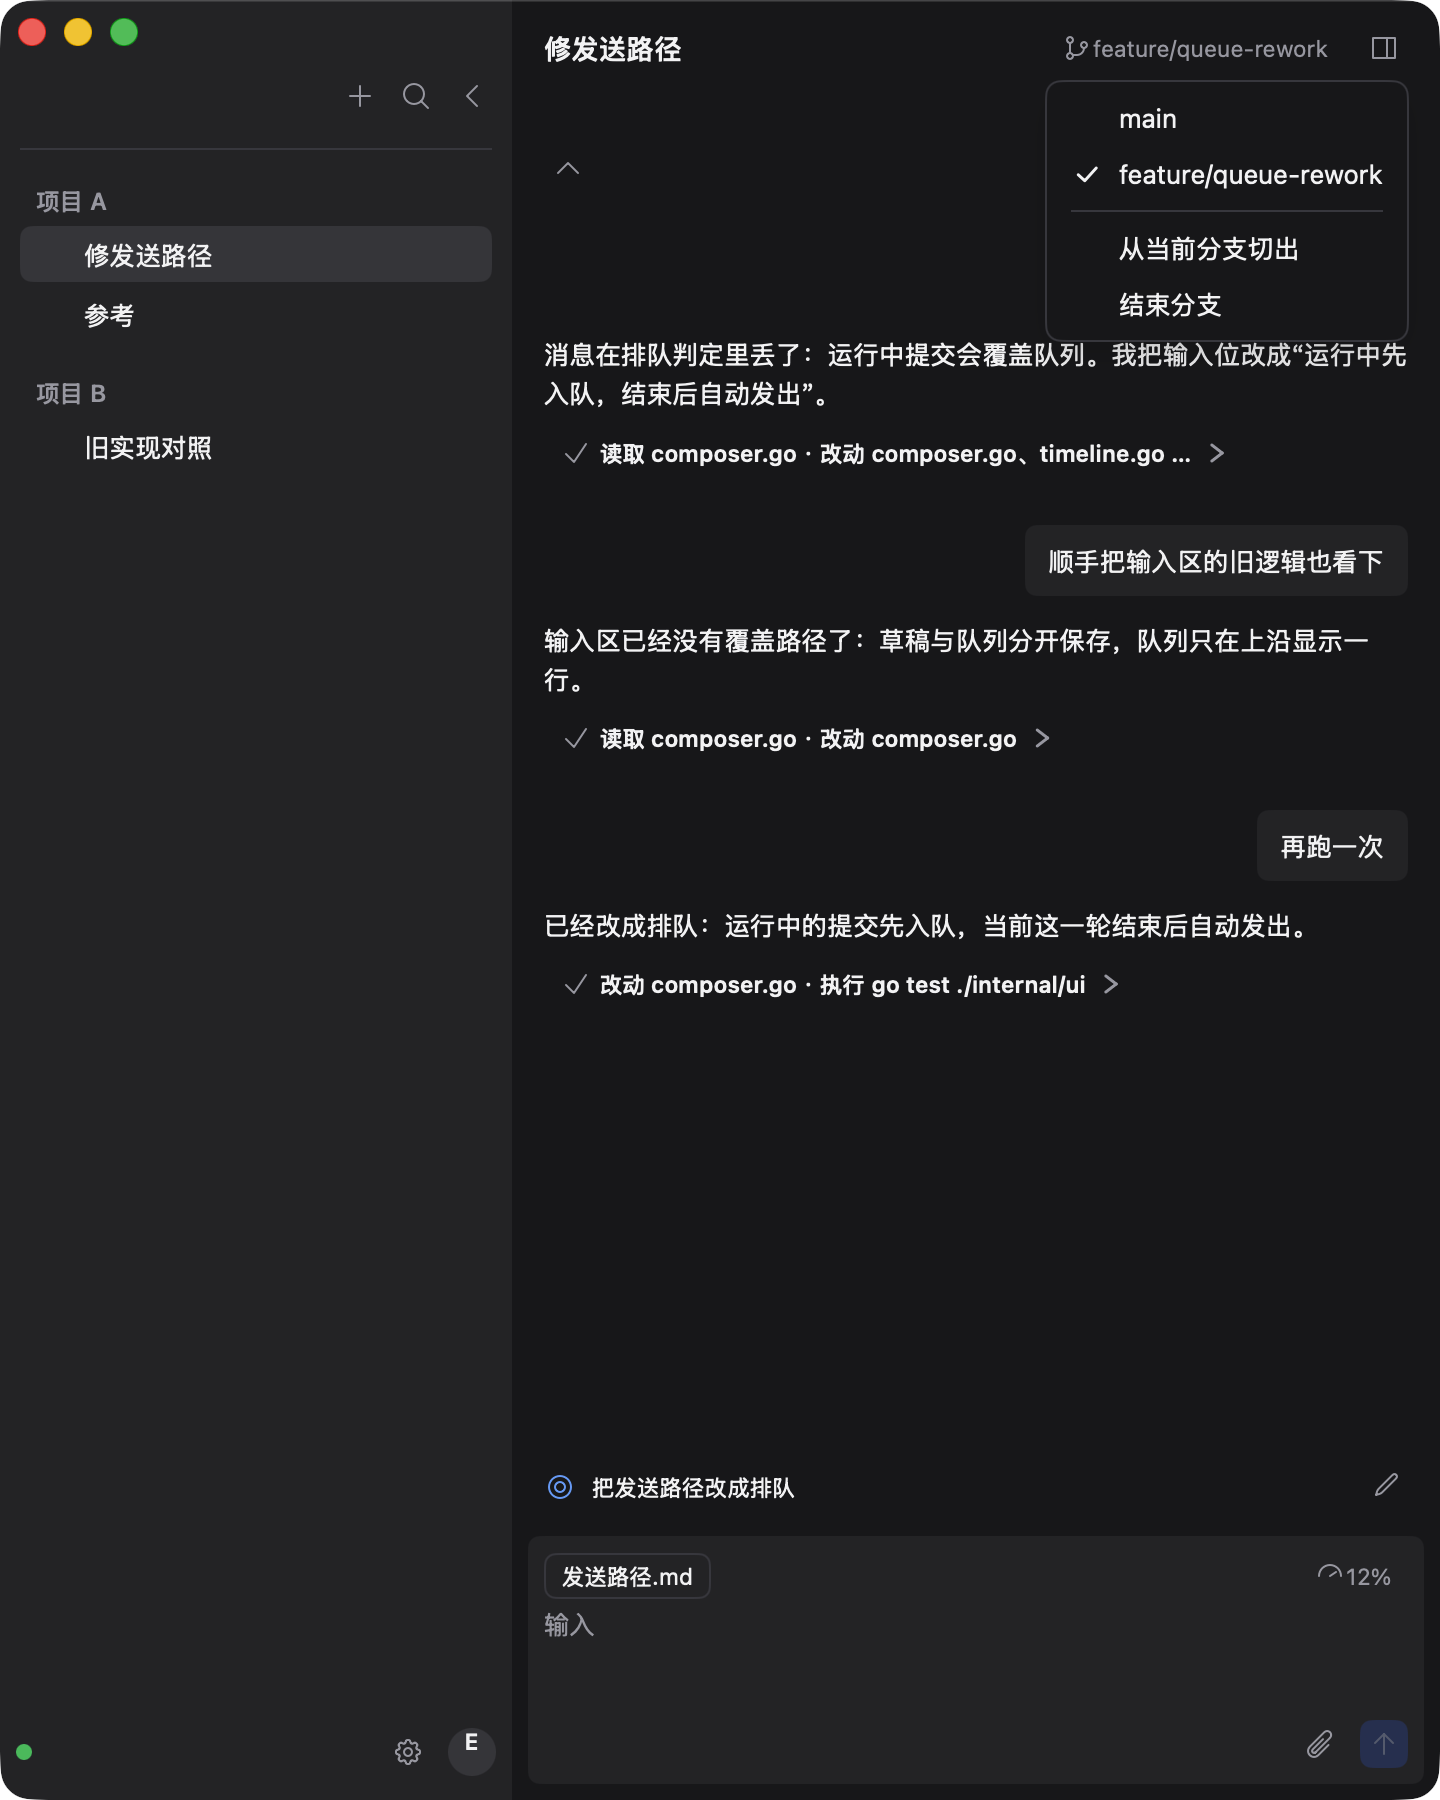 修发送路径
feature/queue-rework
main
feature/queue-rework
从当前分支切出
结束分支
项目 A
修发送路径
参考
项目 B
旧实现对照
消息在排队判定里丢了：运行中提交会覆盖队列。我把输入位改成“运行中先
入队，结束后自动发出”。
读取 composer.go · 改动 composer.go、timeline.go ...
顺手把输入区的旧逻辑也看下
输入区已经没有覆盖路径了：草稿与队列分开保存，队列只在上沿显示一
行。
读取 composer.go · 改动 composer.go
再跑一次
已经改成排队：运行中的提交先入队，当前这一轮结束后自动发出。
改动 composer.go · 执行 go test ./internal/ui
把发送路径改成排队
发送路径.md
12%
输入
E